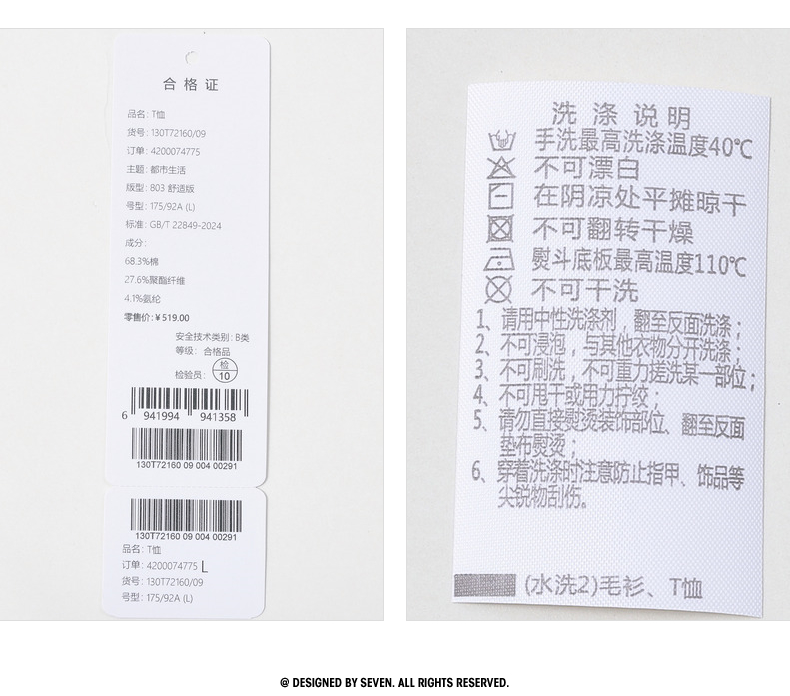 合格证
品名: T恤
货号: 130T72160/09
订单: 4200074775
主题: 都市生活
版型: 803 舒适版
号型: 175/92A (L)
标准: GB/T 22849-2024
成分:
68.3%棉
27.6%聚酯纤维
4.1%氨纶
零售价: ¥519.00
安全技术类别: B类
等级: 合格品
检验员: 检 10
6 941994 941358
130T72160 09 004 00291
130T72160 09 004 00291
品名: T恤
订单: 4200074775 L
货号: 130T72160/09
号型: 175/92A (L)
洗涤说明
手洗最高洗涤温度40℃
不可漂白
在阴凉处平摊晾干
不可翻转干燥
熨斗底板最高温度110℃
不可干洗
1、请用中性洗涤剂，翻至反面洗涤；
2、不可浸泡，与其他衣物分开洗涤；
3、不可刷洗，不可重力搓洗某一部位；
4、不可甩干或用力拧绞；
5、请勿直接熨烫装饰部位、翻至反面
垫布熨烫；
6、穿着洗涤时注意防止指甲、饰品等
尖锐物刮伤。
(水洗2)毛衫、T恤
@ DESIGNED BY SEVEN. ALL RIGHTS RESERVED.